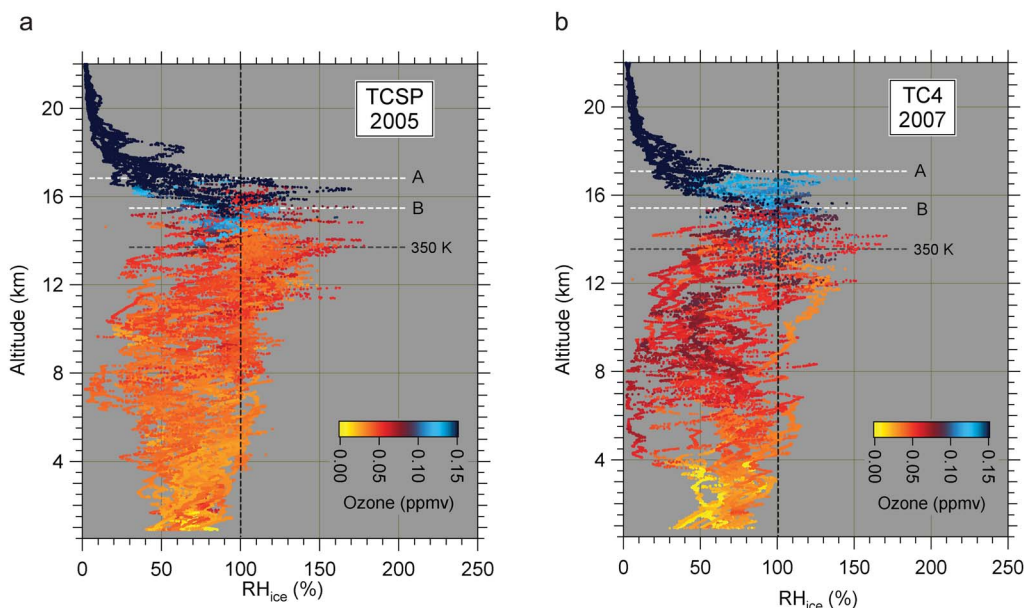 a
TCSP
2005
A
B
350 K
20
16
12
8
4
Altitude (km)
0.00
0.05
0.10
0.15
Ozone (ppmv)
0
50
100
150
200
250
RHice (%)
b
TC4
2007
A
B
350 K
20
16
12
8
4
Altitude (km)
0.00
0.05
0.10
0.15
Ozone (ppmv)
0
50
100
150
200
250
RHice (%)